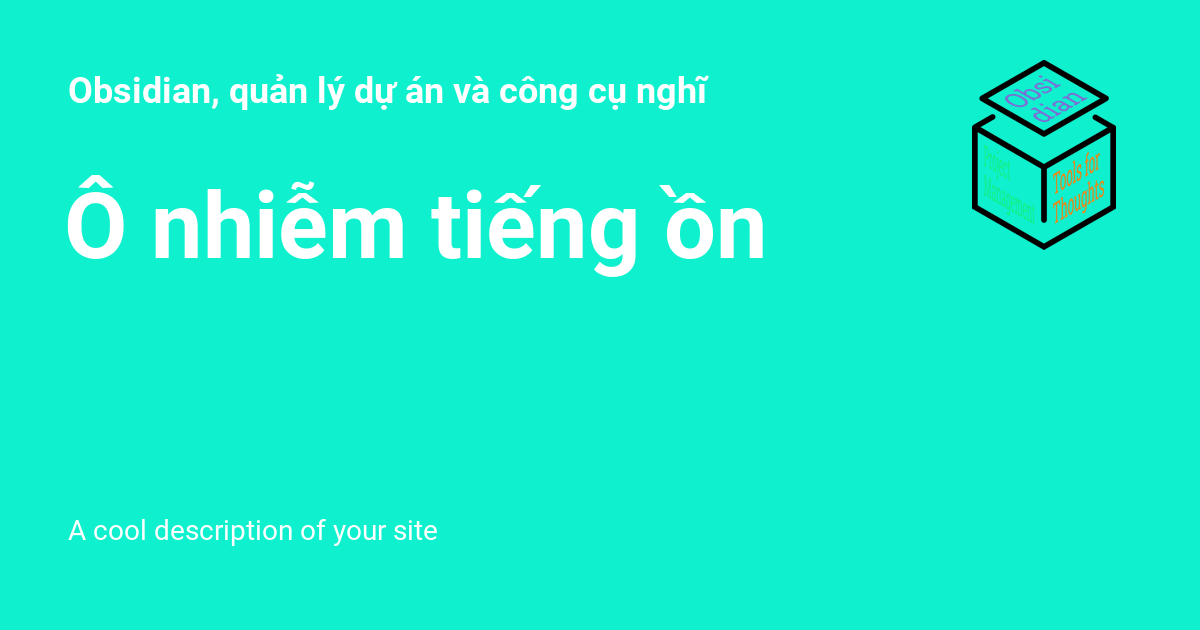 Obsidian, quản lý dự án và công cụ nghĩ
Obsi
dian
Project
Management
Tools for
Thoughts
Ô nhiễm tiếng ồn
A cool description of your site